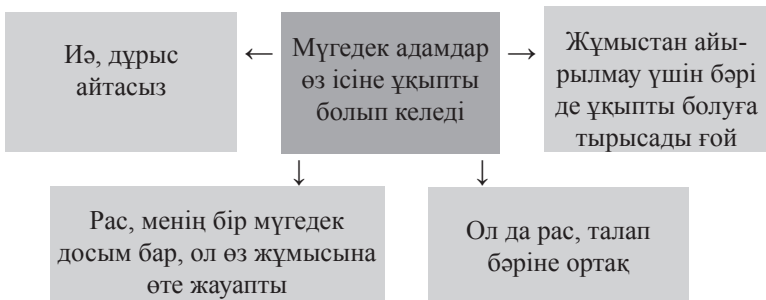 Иә, дұрыс
айтасыз
←
Мүгедек адамдар
өз ісіне ұқыпты
болып келеді
→
Жұмыстан айы-
рылмау үшін бәрі
де ұқыпты болуға
тырысады ғой
↓
↓
Рас, менің бір мүгедек
досым бар, ол өз жұмысына
өте жауапты
Ол да рас, талап
бәріне ортақ